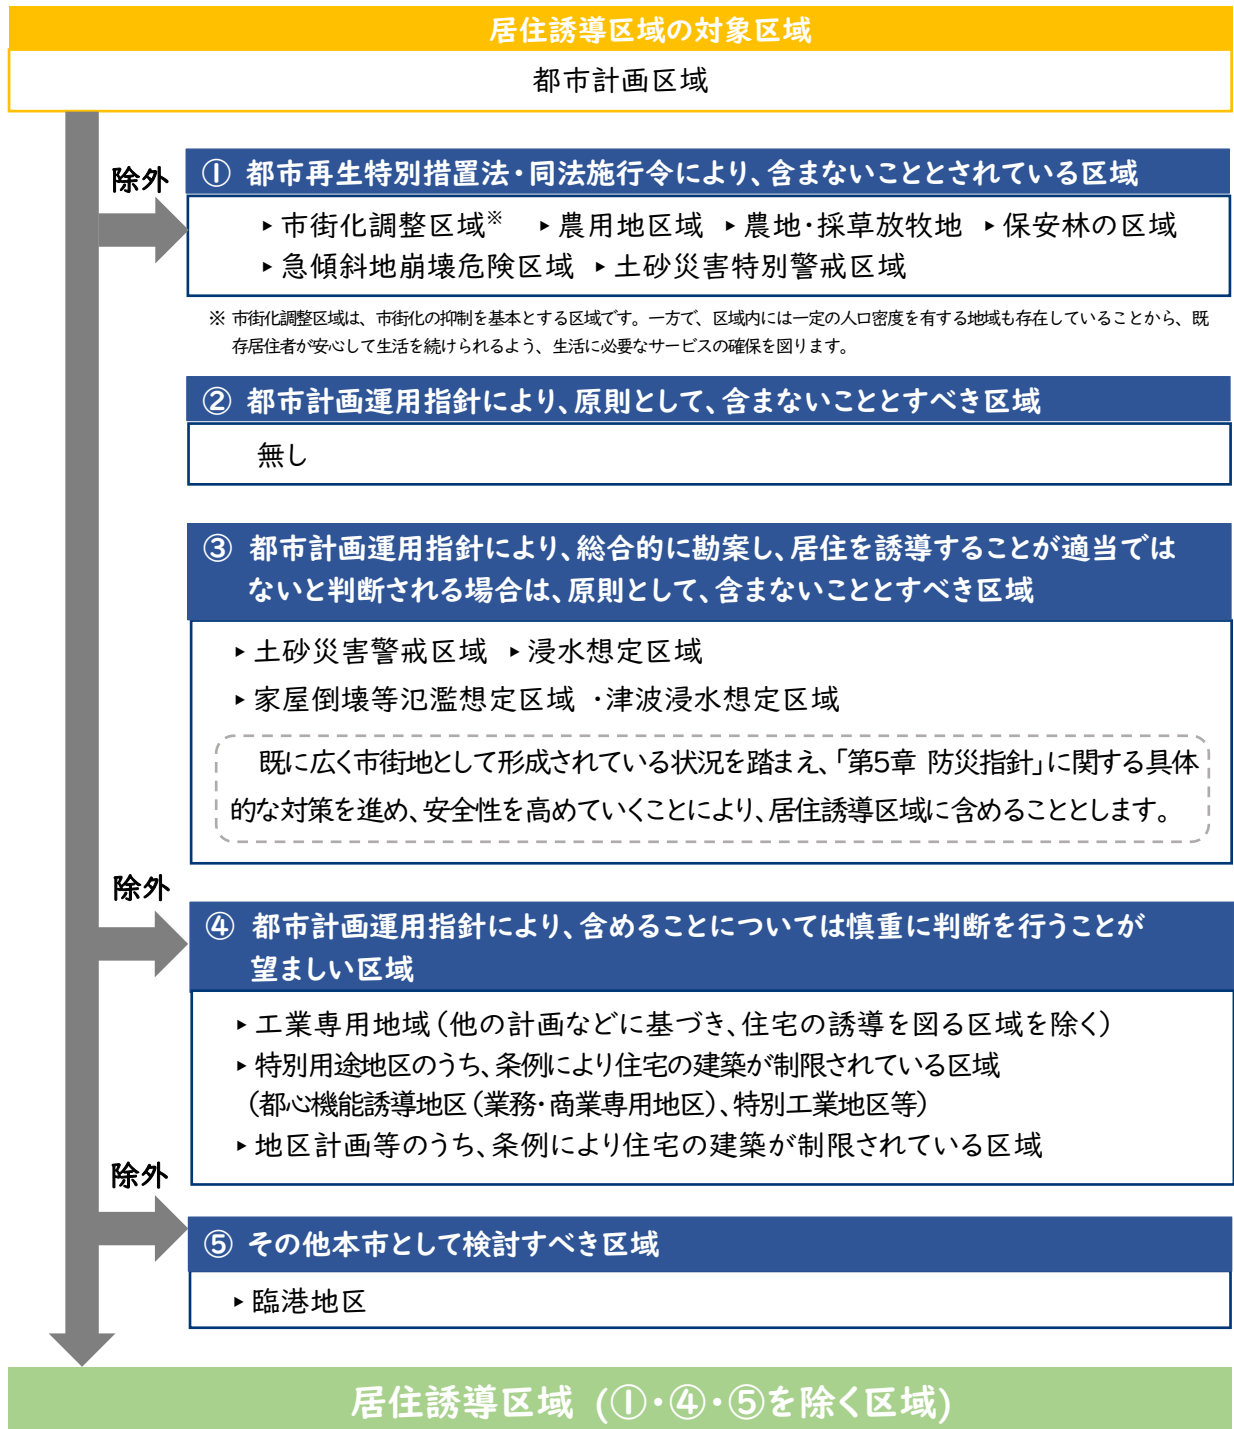 居住誘導区域の対象区域
都市計画区域
除外
① 都市再生特別措置法・同法施行令により、含まないこととされている区域
▸市街化調整区域※ ▸農用地区域 ▸農地・採草放牧地 ▸保安林の区域
▸急傾斜地崩壊危険区域 ▸土砂災害特別警戒区域
※ 市街化調整区域は、市街化の抑制を基本とする区域です。一方で、区域内には一定の人口密度を有する地域も存在していることから、既
存居住者が安心して生活を続けられるよう、生活に必要なサービスの確保を図ります。
② 都市計画運用指針により、原則として、含まないこととすべき区域
無し
③ 都市計画運用指針により、総合的に勘案し、居住を誘導することが適当では
ないと判断される場合は、原則として、含まないこととすべき区域
▸土砂災害警戒区域 ▸浸水想定区域
▸家屋倒壊等氾濫想定区域 ・津波浸水想定区域
既に広く市街地として形成されている状況を踏まえ、「第5章 防災指針」に関する具体
的な対策を進め、安全性を高めていくことにより、居住誘導区域に含めることとします。
除外
④ 都市計画運用指針により、含めることについては慎重に判断を行うことが
望ましい区域
▸工業専用地域(他の計画などに基づき、住宅の誘導を図る区域を除く)
▸特別用途地区のうち、条例により住宅の建築が制限されている区域
(都心機能誘導地区(業務・商業専用地区)、特別工業地区等)
▸地区計画等のうち、条例により住宅の建築が制限されている区域
除外
⑤ その他本市として検討すべき区域
▸臨港地区
居住誘導区域 (①・④・⑤を除く区域)